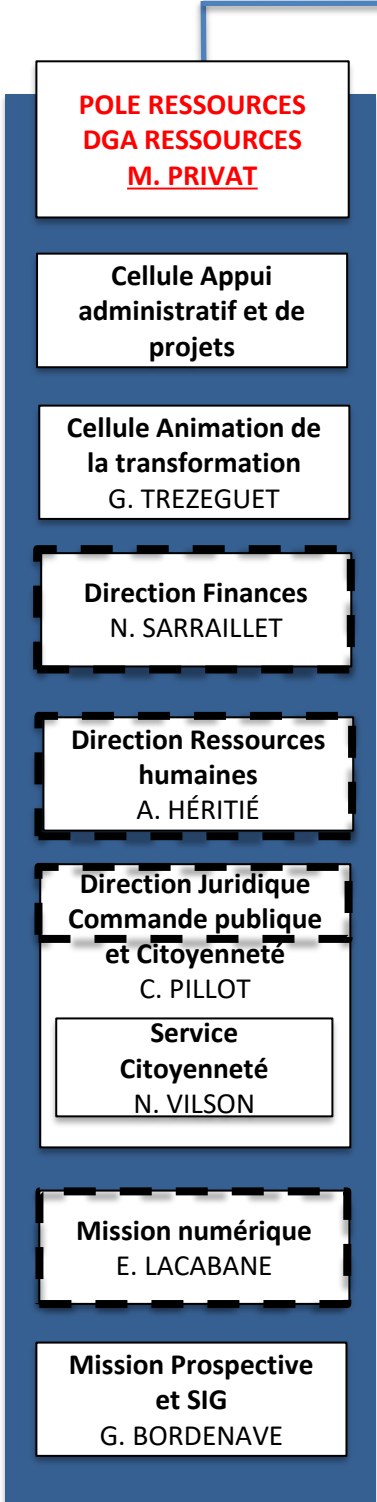 POLE RESSOURCES
DGA RESSOURCES
M. PRIVAT
Cellule Appui
administratif et de
projets
Cellule Animation de
la transformation
G. TREZEGUET
Direction Finances
N. SARRAILLET
Direction Ressources
humaines
A. HÉRITIÉ
Direction Juridique
Commande publique
et Citoyenneté
C. PILLOT
Service
Citoyenneté
N. VILSON
Mission numérique
E. LACABANE
Mission Prospective
et SIG
G. BORDENAVE